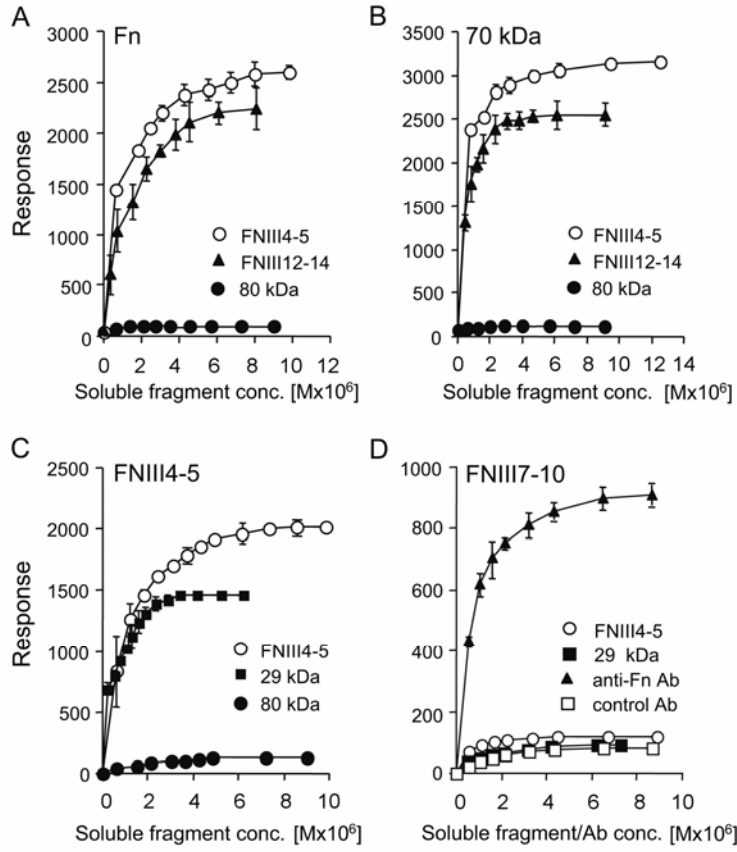 A
Fn
3000
2500
2000
1500
1000
500
0
Response
FNIII4-5
FNIII12-14
80 kDa
0 2 4 6 8 10 12
Soluble fragment conc. [Mx10⁶]
B
70 kDa
3500
3000
2500
2000
1500
1000
500
0
FNIII4-5
FNIII12-14
80 kDa
0 2 4 6 8 10 12 14
Soluble fragment conc. [Mx10⁶]
C
FNIII4-5
2500
2000
1500
1000
500
0
Response
FNIII4-5
29 kDa
80 kDa
0 2 4 6 8 10
Soluble fragment conc. [Mx10⁶]
D
FNIII7-10
1000
800
600
400
200
0
FNIII4-5
29 kDa
anti-Fn Ab
control Ab
0 2 4 6 8 10
Soluble fragment/Ab conc. [Mx10⁶]